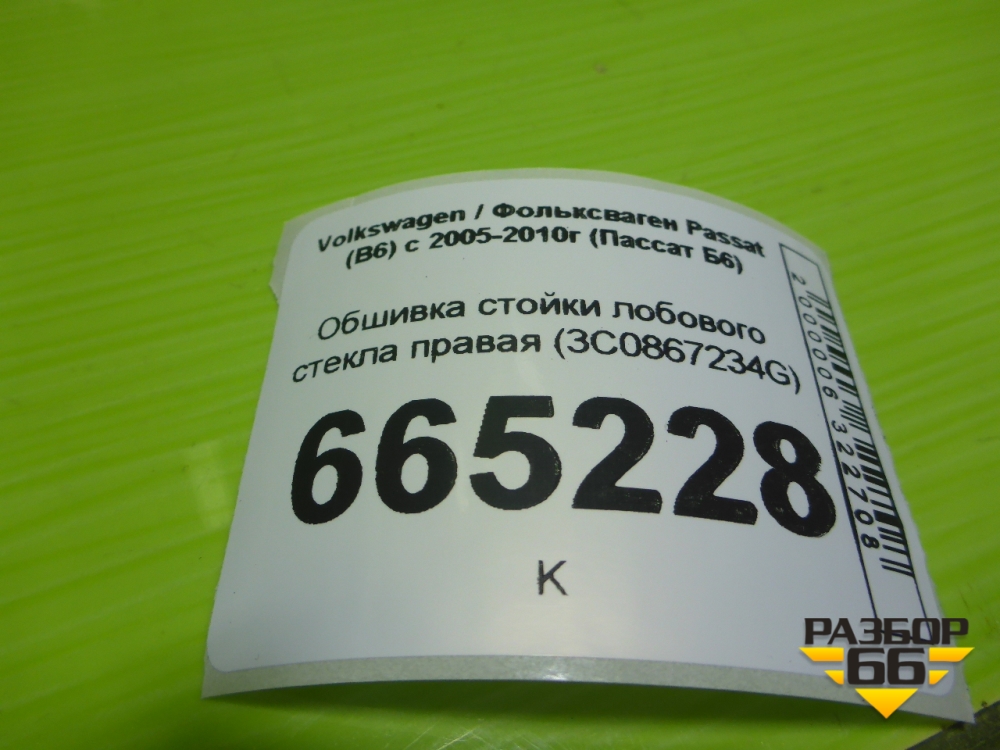 Volkswagen / Фольксваген Passat
(B6) с 2005-2010г (Пассат Б6)
Обшивка стойки лобового
стекла правая (3C0867234G)
665228
К
2000006322708
РАЗБОР
66